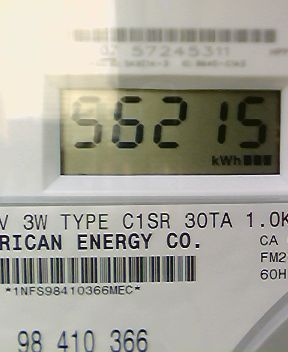 57245311
56215
kWh
V 3W TYPE C1SR 30TA 1.0K
RICAN ENERGY CO.
CA
FM2
60H
*1NFS98410366MEC*
98 410 366